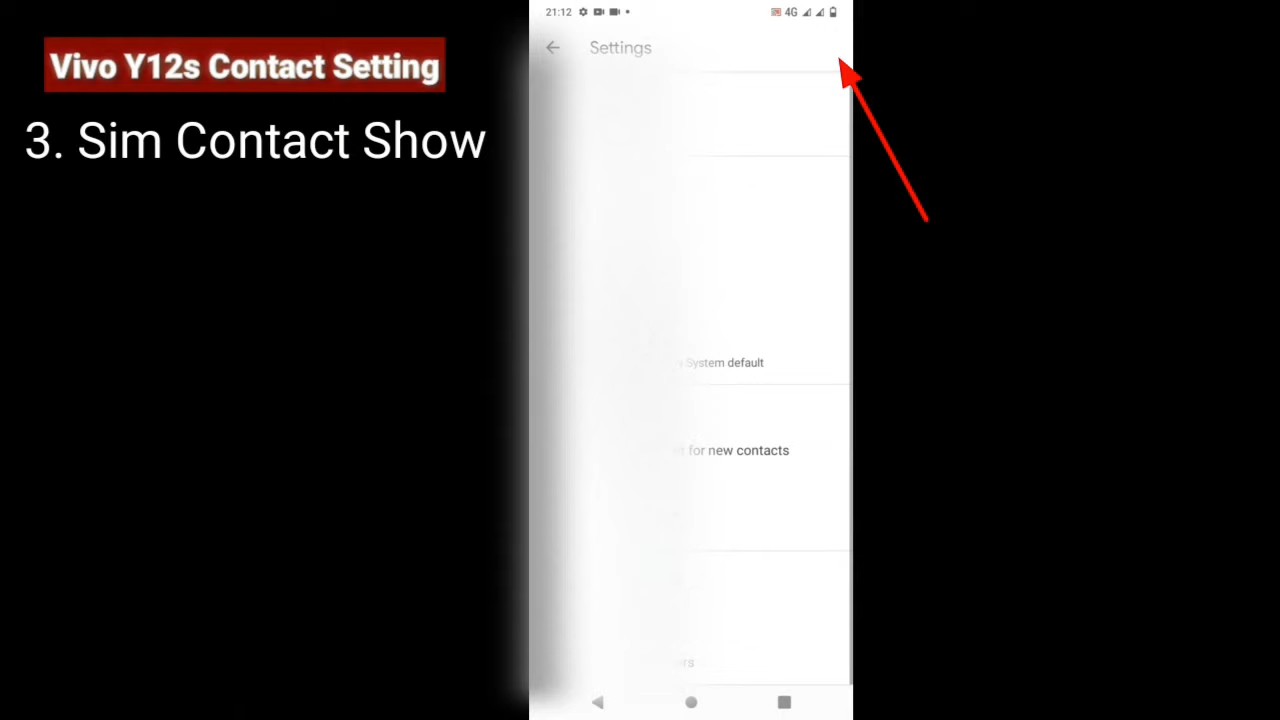 Vivo Y12s Contact Setting
3. Sim Contact Show
21:12
4G
Settings
System default
for new contacts